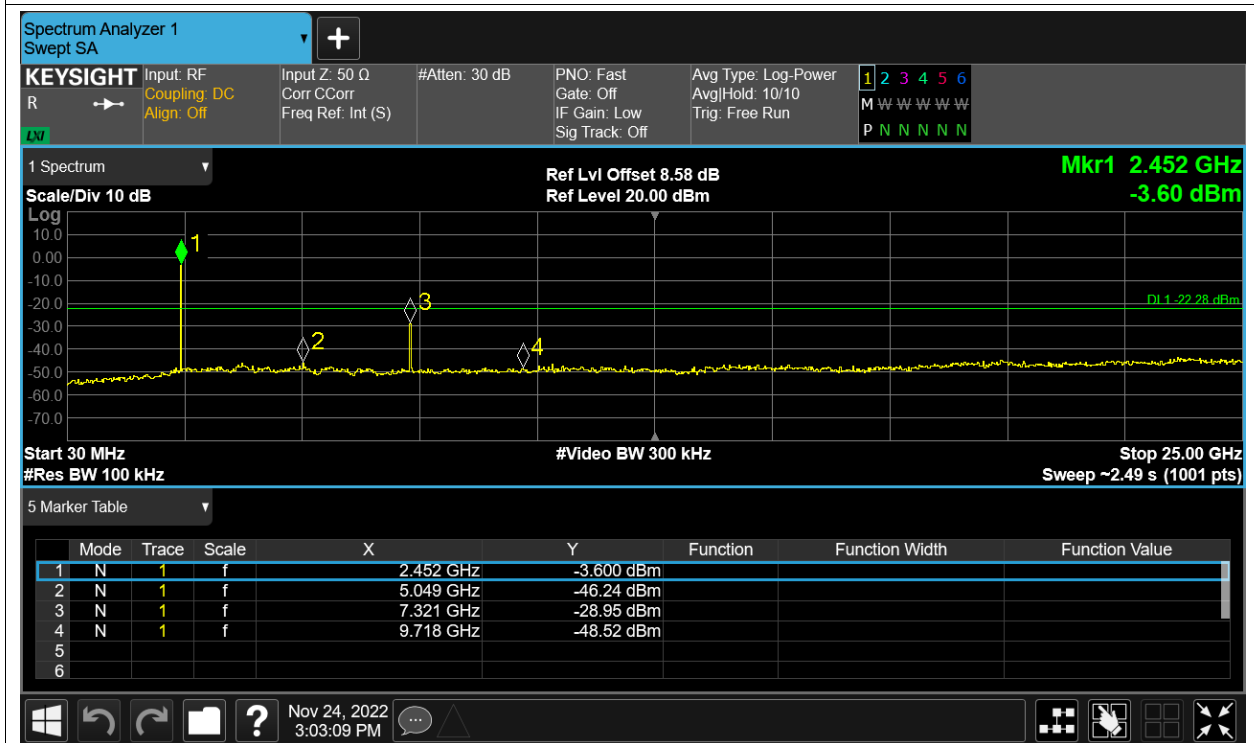 Spectrum Analyzer 1
Swept SA
+
KEYSIGHT Input: RF Input Z: 50 Ω #Atten: 30 dB PNO: Fast Avg Type: Log-Power 1 2 3 4 5 6
R Coupling: DC Corr CCorr Gate: Off Avg|Hold: 10/10 M W W W W W
Align: Off Freq Ref: Int (S) IF Gain: Low Trig: Free Run
LXI Sig Track: Off P N N N N N
1 Spectrum Ref Lvl Offset 8.58 dB Mkr1 2.452 GHz
Scale/Div 10 dB Ref Level 20.00 dBm -3.60 dBm
Log
10.0
0.00
-10.0
-20.0
-30.0
-40.0
-50.0
-60.0
-70.0
1
2
3
4
DL1 -22.28 dBm
Start 30 MHz #Video BW 300 kHz Stop 25.00 GHz
#Res BW 100 kHz Sweep ~2.49 s (1001 pts)
5 Marker Table
Mode Trace Scale X Y Function Function Width Function Value
1 N 1 f 2.452 GHz -3.600 dBm
2 N 1 f 5.049 GHz -46.24 dBm
3 N 1 f 7.321 GHz -28.95 dBm
4 N 1 f 9.718 GHz -48.52 dBm
5
6
? Nov 24, 2022
3:03:09 PM